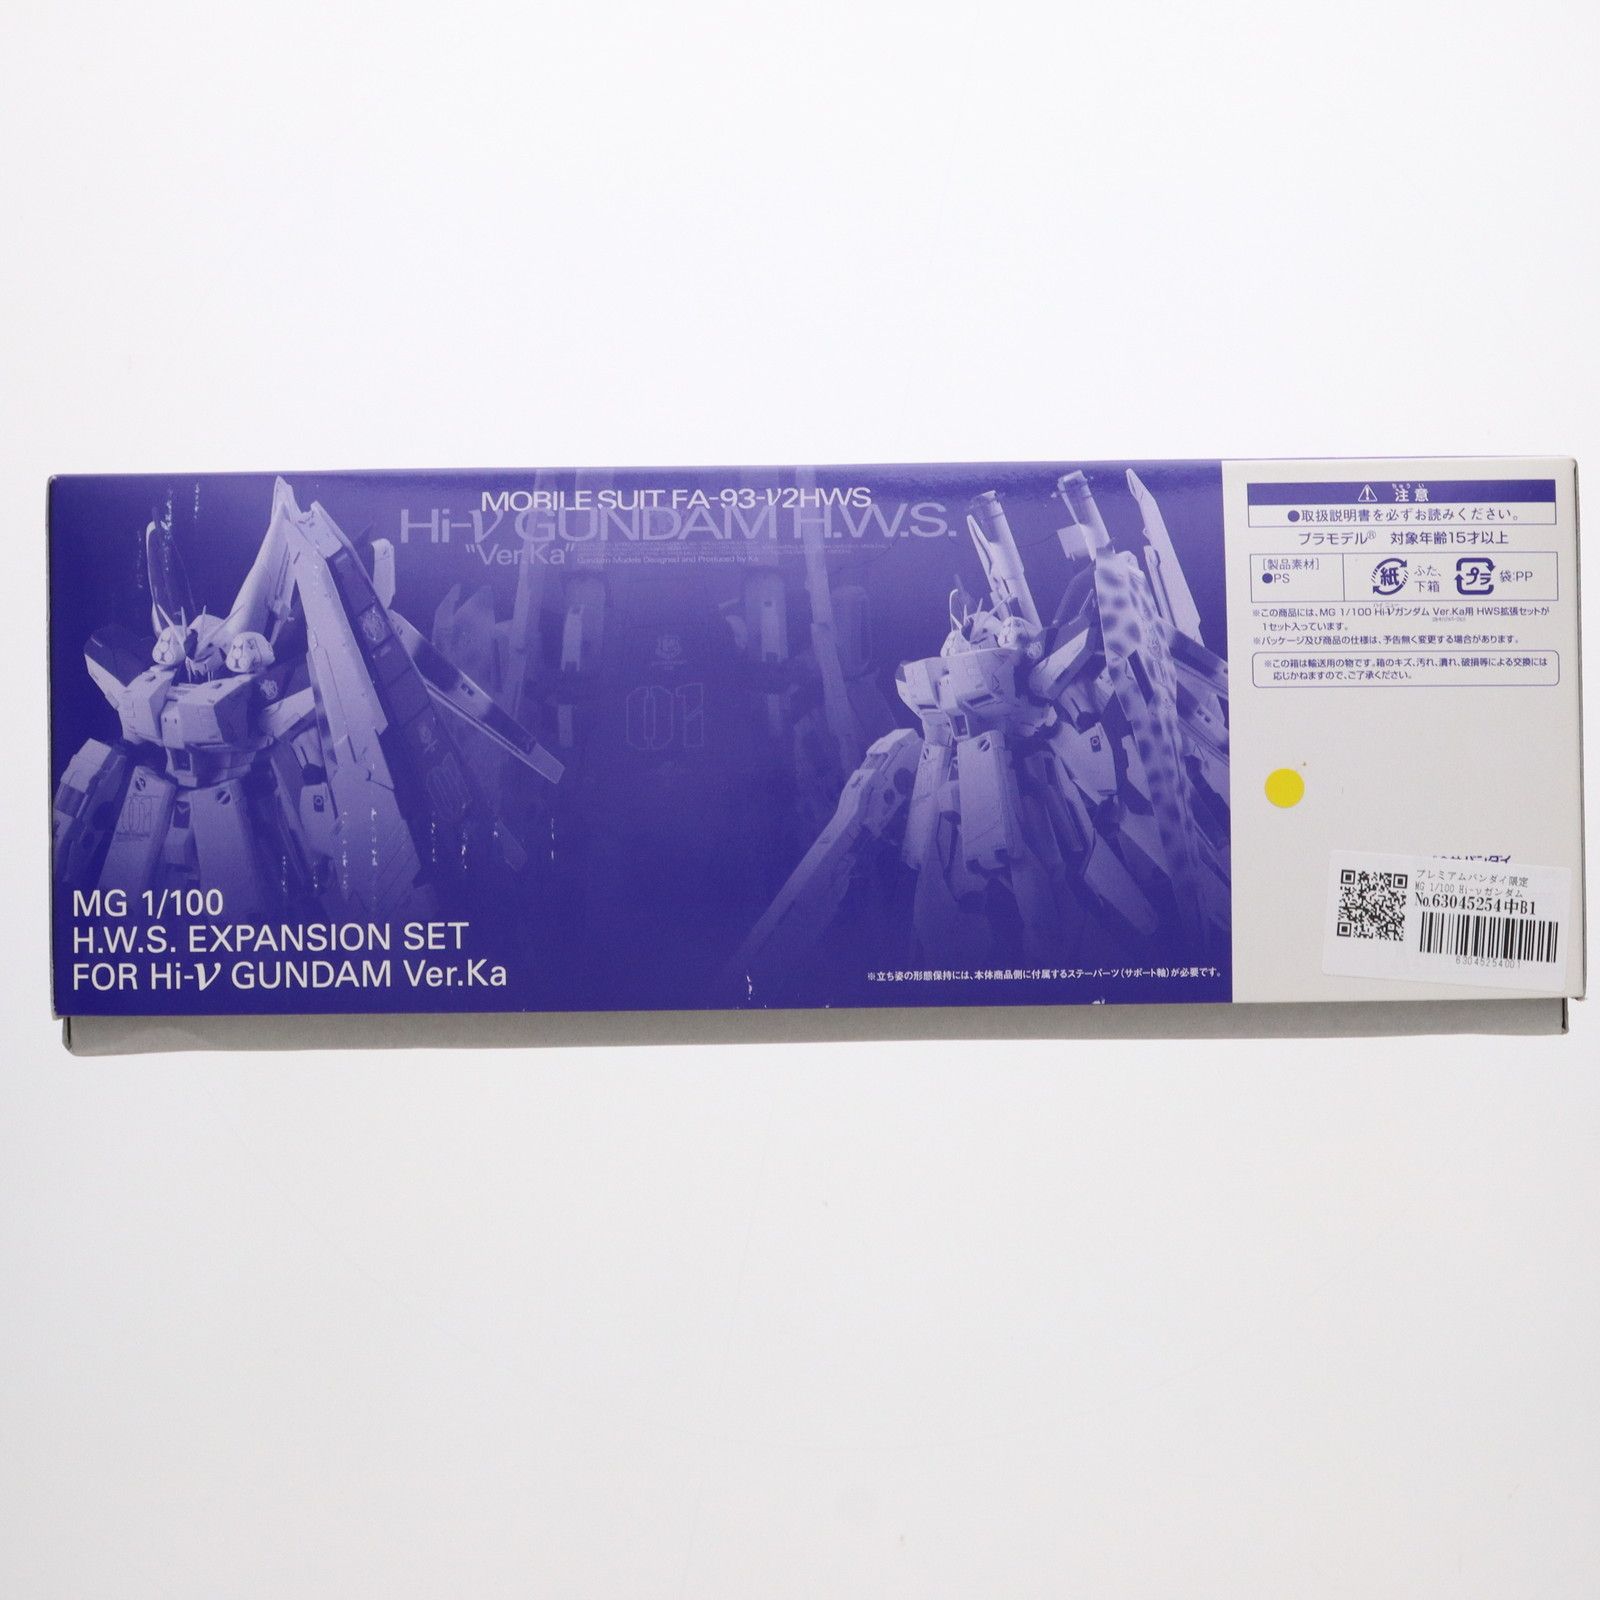 MOBILE SUIT FA-93-ν2HWS
Hi-ν GUNDAM H.W.S.
"Ver.Ka"
Gundam Models Designed and Produced by Ka
01
01
MG 1/100
H.W.S. EXPANSION SET
FOR Hi-ν GUNDAM Ver.Ka
※立ち姿の形態保持には、本体商品側に付属するステーパーツ(サポート軸)が必要です。
⚠ 注意
●取扱説明書を必ずお読みください。
プラモデル® 対象年齢15才以上
[製品素材]
●PS
紙 ふた、下箱 プラ 袋:PP
※この商品には、MG 1/100 Hi-νガンダム Ver.Ka用 HWS拡張セットが
1セット入っています。
※パッケージ及び商品の仕様は、予告無く変更する場合があります。
※この箱は輸送用の物です。箱のキズ、汚れ、潰れ、破損等による交換には
応じかねますので、ご了承ください。
プレミアムバンダイ限定
MG 1/100 Hi-νガンダム
No.63045254中B1
63045254001